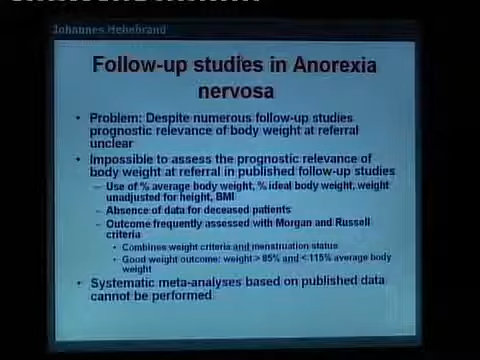 Johannes Hebebrand
Follow-up studies in Anorexia
nervosa
• Problem: Despite numerous follow-up studies
prognostic relevance of body weight at referral
unclear
• Impossible to assess the prognostic relevance of
body weight at referral in published follow-up studies
– Use of % average body weight, % ideal body weight, weight
unadjusted for height, BMI
– Absence of data for deceased patients
– Outcome frequently assessed with Morgan and Russell
criteria
• Combines weight criteria and menstruation status
• Good weight outcome: weight > 85% and < 115% average body
weight
• Systematic meta-analyses based on published data
cannot be performed